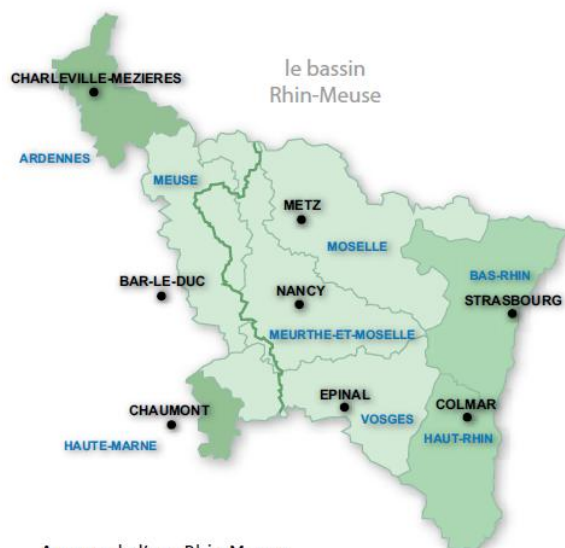 CHARLEVILLE-MEZIERES
le bassin
Rhin-Meuse
ARDENNES
MEUSE
METZ
MOSELLE
BAS-RHIN
BAR-LE-DUC
NANCY
STRASBOURG
MEURTHE-ET-MOSELLE
EPINAL
CHAUMONT
VOSGES
COLMAR
HAUTE-MARNE
HAUT-RHIN